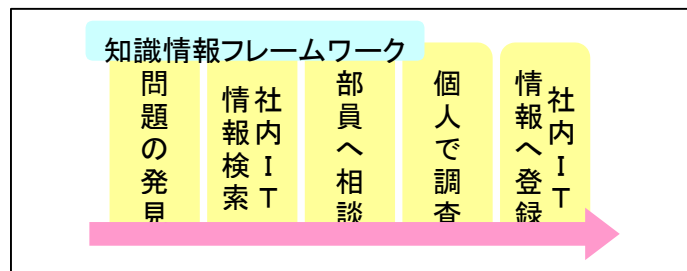 知識情報フレームワーク
問題の発見
社内IT
情報検索
部員へ相談
個人で調査
社内IT
情報へ登録